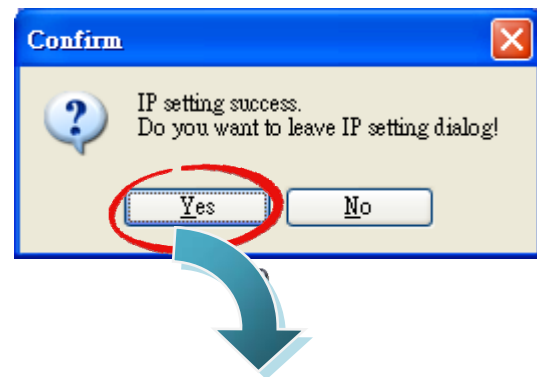 Confirm
IP setting success.
Do you want to leave IP setting dialog!
Yes
No